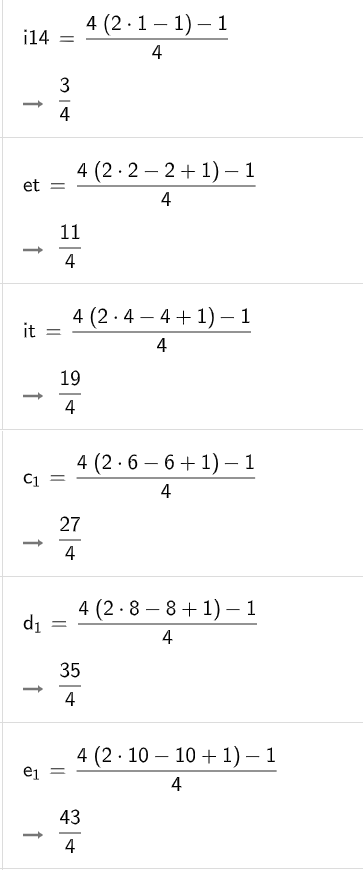 i14 = (4 (2 · 1 − 1) − 1) / 4
→ 3/4
et = (4 (2 · 2 − 2 + 1) − 1) / 4
→ 11/4
it = (4 (2 · 4 − 4 + 1) − 1) / 4
→ 19/4
c₁ = (4 (2 · 6 − 6 + 1) − 1) / 4
→ 27/4
d₁ = (4 (2 · 8 − 8 + 1) − 1) / 4
→ 35/4
e₁ = (4 (2 · 10 − 10 + 1) − 1) / 4
→ 43/4